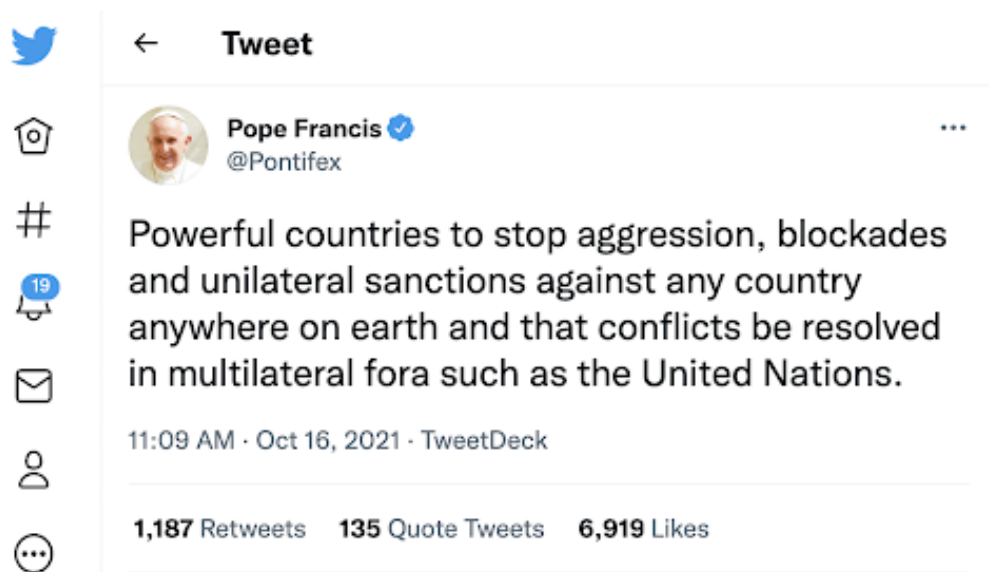 Tweet
Pope Francis
@Pontifex
Powerful countries to stop aggression, blockades
and unilateral sanctions against any country
anywhere on earth and that conflicts be resolved
in multilateral fora such as the United Nations.
11:09 AM · Oct 16, 2021 · TweetDeck
1,187 Retweets 135 Quote Tweets 6,919 Likes
19